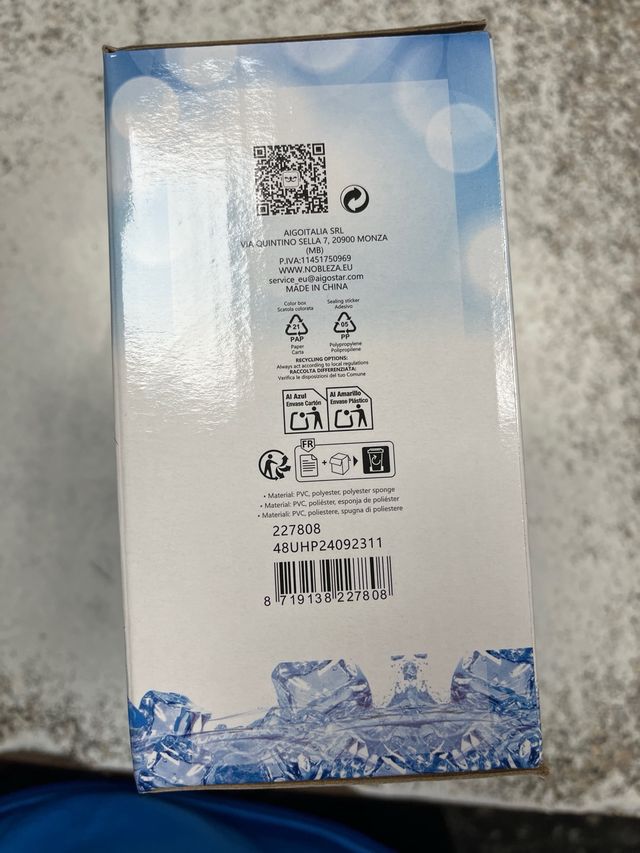 AIGOITALIA SRL
VIA QUINTINO SELLA 7, 20900 MONZA
(MB)
P.IVA:11451750969
WWW.NOBLEZA.EU
service_eu@aigostar.com
MADE IN CHINA
Color box
Scatola colorata
Sealing sticker
Adesivo
21
PAP
05
PP
Paper
Carta
Polypropylene
Polipropilene
RECYCLING OPTIONS:
Always act according to local regulations
RACCOLTA DIFFERENZIATA:
Verifica le disposizioni del tuo Comune
Al Azul
Envase Cartón
Al Amarillo
Envase Plástico
FR
+
• Material: PVC, polyester, polyester sponge
• Material: PVC, poliéster, esponja de poliéster
• Materiali: PVC, poliestere, spugna di poliestere
227808
48UHP24092311
8 719138 227808